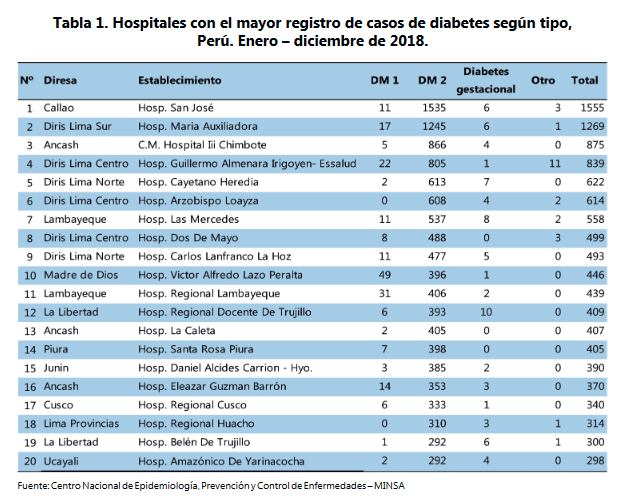 Tabla 1. Hospitales con el mayor registro de casos de diabetes según tipo,
Perú. Enero – diciembre de 2018.
Nº Diresa Establecimiento DM 1 DM 2 Diabetes gestacional Otro Total
1 Callao Hosp. San José 11 1535 6 3 1555
2 Diris Lima Sur Hosp. Maria Auxiliadora 17 1245 6 1 1269
3 Ancash C.M. Hospital Iii Chimbote 5 866 4 0 875
4 Diris Lima Centro Hosp. Guillermo Almenara Irigoyen- Essalud 22 805 1 11 839
5 Diris Lima Norte Hosp. Cayetano Heredia 2 613 7 0 622
6 Diris Lima Centro Hosp. Arzobispo Loayza 0 608 4 2 614
7 Lambayeque Hosp. Las Mercedes 11 537 8 2 558
8 Diris Lima Centro Hosp. Dos De Mayo 8 488 0 3 499
9 Diris Lima Norte Hosp. Carlos Lanfranco La Hoz 11 477 5 0 493
10 Madre de Dios Hosp. Victor Alfredo Lazo Peralta 49 396 1 0 446
11 Lambayeque Hosp. Regional Lambayeque 31 406 2 0 439
12 La Libertad Hosp. Regional Docente De Trujillo 6 393 10 0 409
13 Ancash Hosp. La Caleta 2 405 0 0 407
14 Piura Hosp. Santa Rosa Piura 7 398 0 0 405
15 Junin Hosp. Daniel Alcides Carrion - Hyo. 3 385 2 0 390
16 Ancash Hosp. Eleazar Guzman Barrón 14 353 3 0 370
17 Cusco Hosp. Regional Cusco 6 333 1 0 340
18 Lima Provincias Hosp. Regional Huacho 0 310 3 1 314
19 La Libertad Hosp. Belén De Trujillo 1 292 6 1 300
20 Ucayali Hosp. Amazónico De Yarinacocha 2 292 4 0 298
Fuente: Centro Nacional de Epidemiología, Prevención y Control de Enfermedades – MINSA